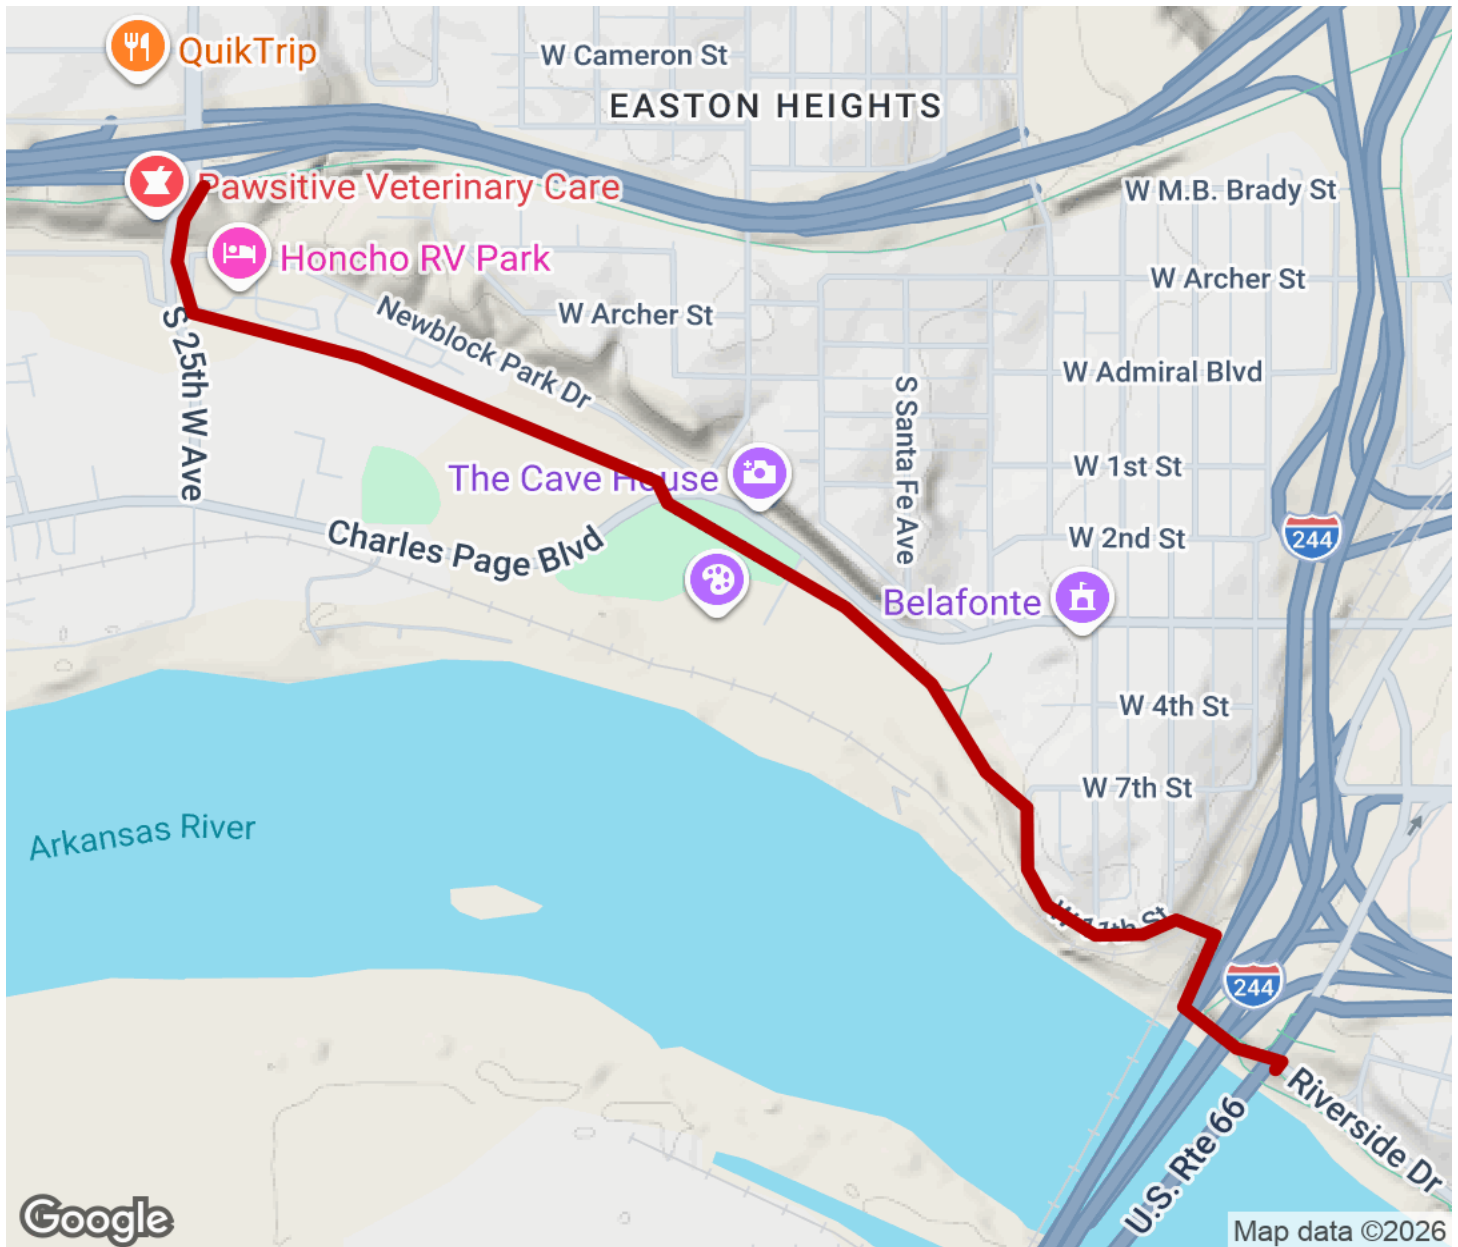 QuikTrip
W Cameron St
EASTON HEIGHTS
Pawsitive Veterinary Care
W M.B. Brady St
Honcho RV Park
W Archer St
Newblock Park Dr
W Archer St
S 25th W Ave
W Admiral Blvd
S Santa Fe Ave
The Cave House
W 1st St
Charles Page Blvd
W 2nd St
244
Belafonte
W 4th St
W 7th St
Arkansas River
W 11th St
244
Riverside Dr
U.S. Rte 66
Google
Map data ©2026